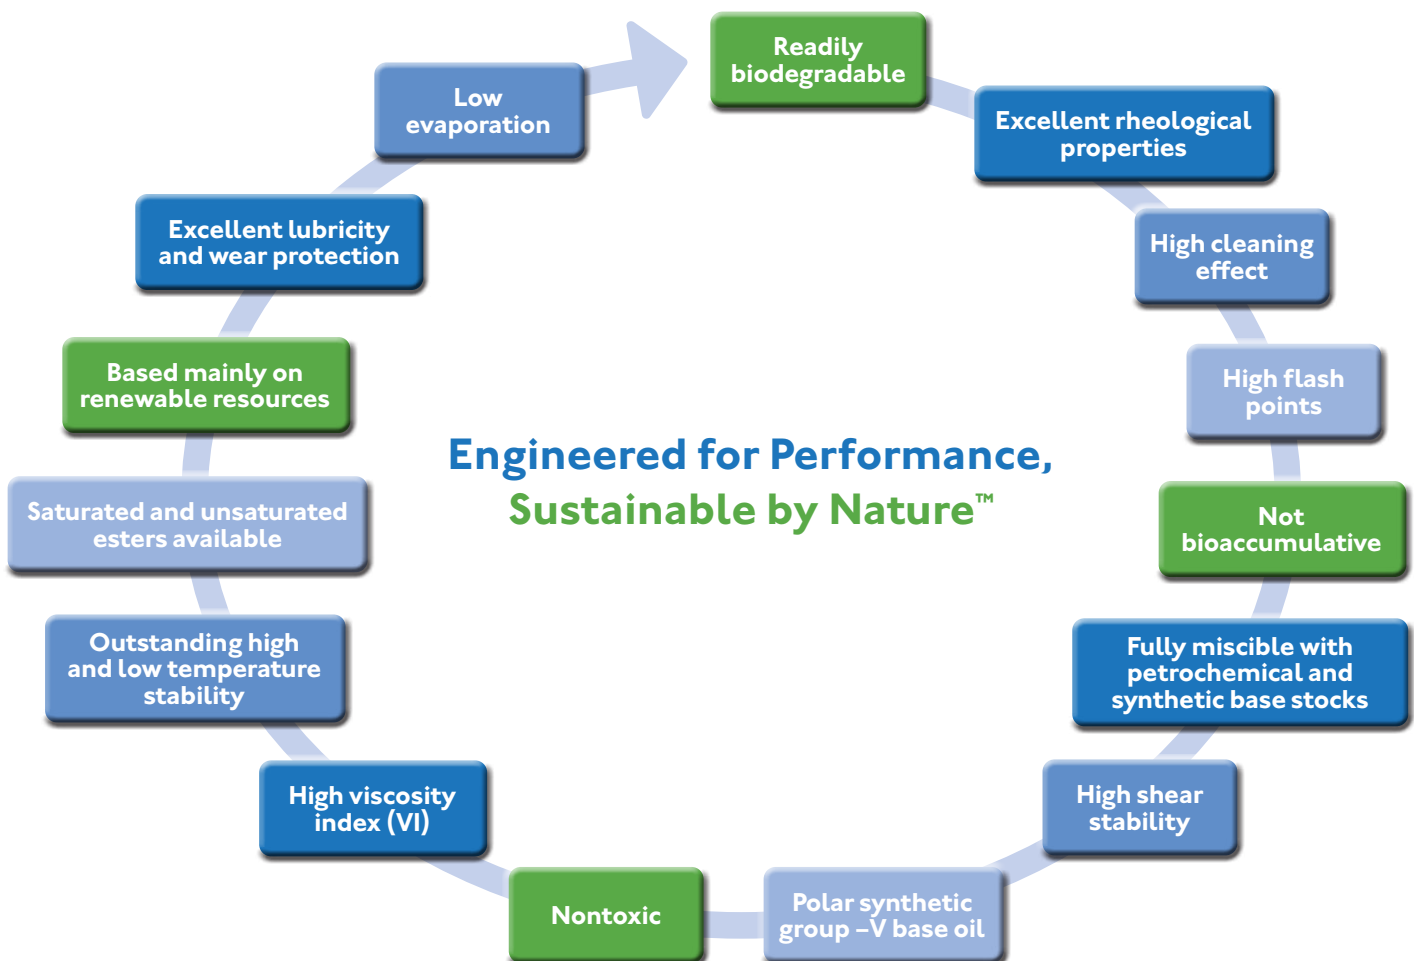 Readily
biodegradable
Excellent rheological
properties
High cleaning
effect
High flash
points
Not
bioaccumulative
Fully miscible with
petrochemical and
synthetic base stocks
High shear
stability
Polar synthetic
group –V base oil
Nontoxic
High viscosity
index (VI)
Outstanding high
and low temperature
stability
Saturated and unsaturated
esters available
Based mainly on
renewable resources
Excellent lubricity
and wear protection
Low
evaporation
Engineered for Performance,
Sustainable by Nature™